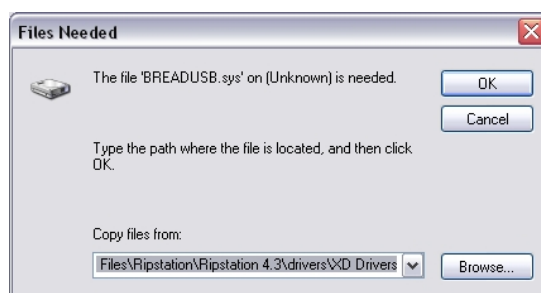 Files Needed
The file 'BREADUSB.sys' on (Unknown) is needed.
OK
Cancel
Type the path where the file is located, and then click
OK.
Copy files from:
Files\Ripstation\Ripstation 4.3\drivers\XD Drivers
Browse...